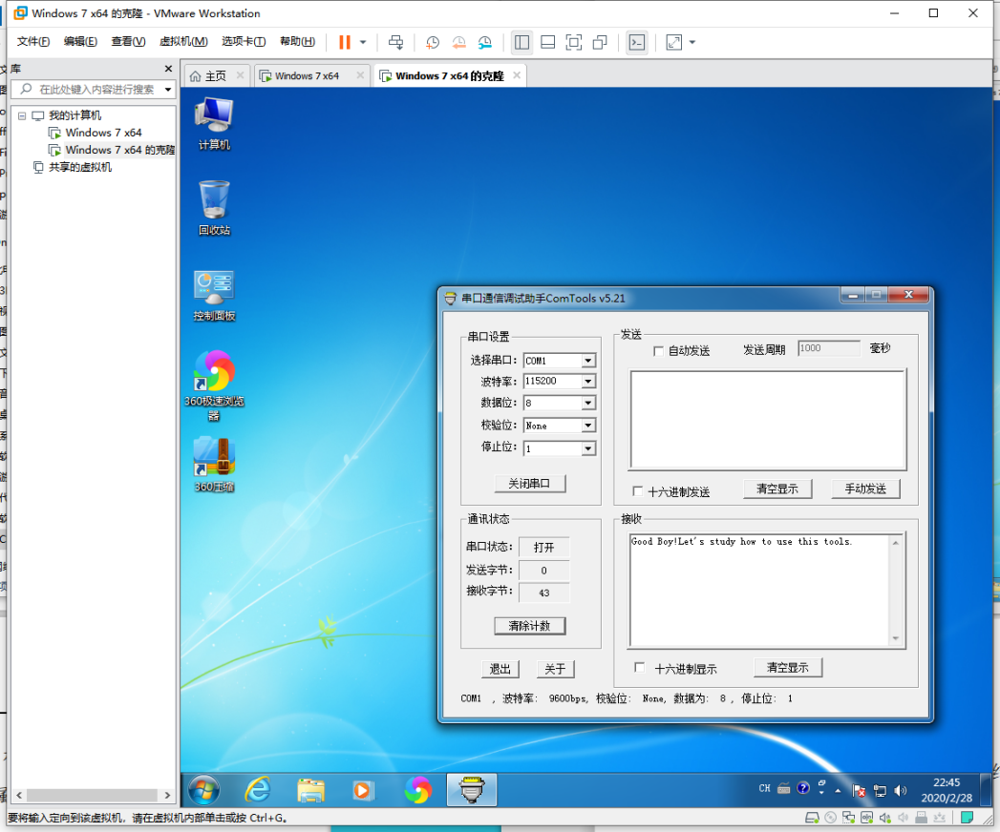 Windows 7 x64 的克隆 - VMware Workstation
文件(F) 编辑(E) 查看(V) 虚拟机(M) 选项卡(T) 帮助(H)
库
在此处键入内容进行搜索
我的计算机
Windows 7 x64
Windows 7 x64 的克隆
共享的虚拟机
主页 Windows 7 x64 Windows 7 x64 的克隆
计算机
回收站
控制面板
360极速浏览
器
360压缩
串口通信调试助手ComTools v5.21
串口设置
选择串口: COM1
波特率: 115200
数据位: 8
校验位: None
停止位: 1
关闭串口
发送
自动发送 发送周期 1000 毫秒
十六进制发送 清空显示 手动发送
通讯状态
串口状态: 打开
发送字节: 0
接收字节: 43
清除计数
退出 关于
接收
Good Boy!Let's study how to use this tools.
十六进制显示 清空显示
COM1 , 波特率: 9600bps, 校验位: None, 数据为: 8 , 停止位: 1
CH
22:45
2020/2/28
要将输入定向到该虚拟机，请在虚拟机内部单击或按 Ctrl+G。